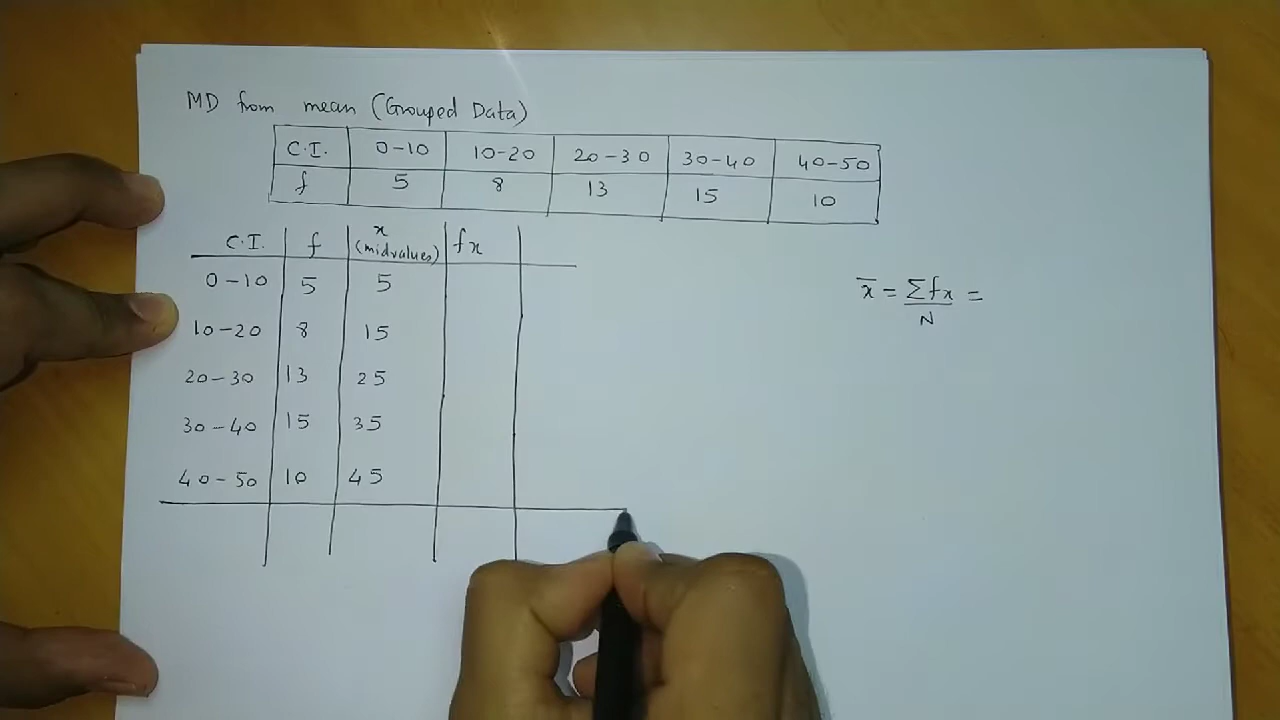 MD from mean (Grouped Data)
C.I. 0-10 10-20 20-30 30-40 40-50
f 5 8 13 15 10
C.I. f x (midvalues) fx
0-10 5 5
10-20 8 15
20-30 13 25
30-40 15 35
40-50 10 45
x̄ = Σfx / N =